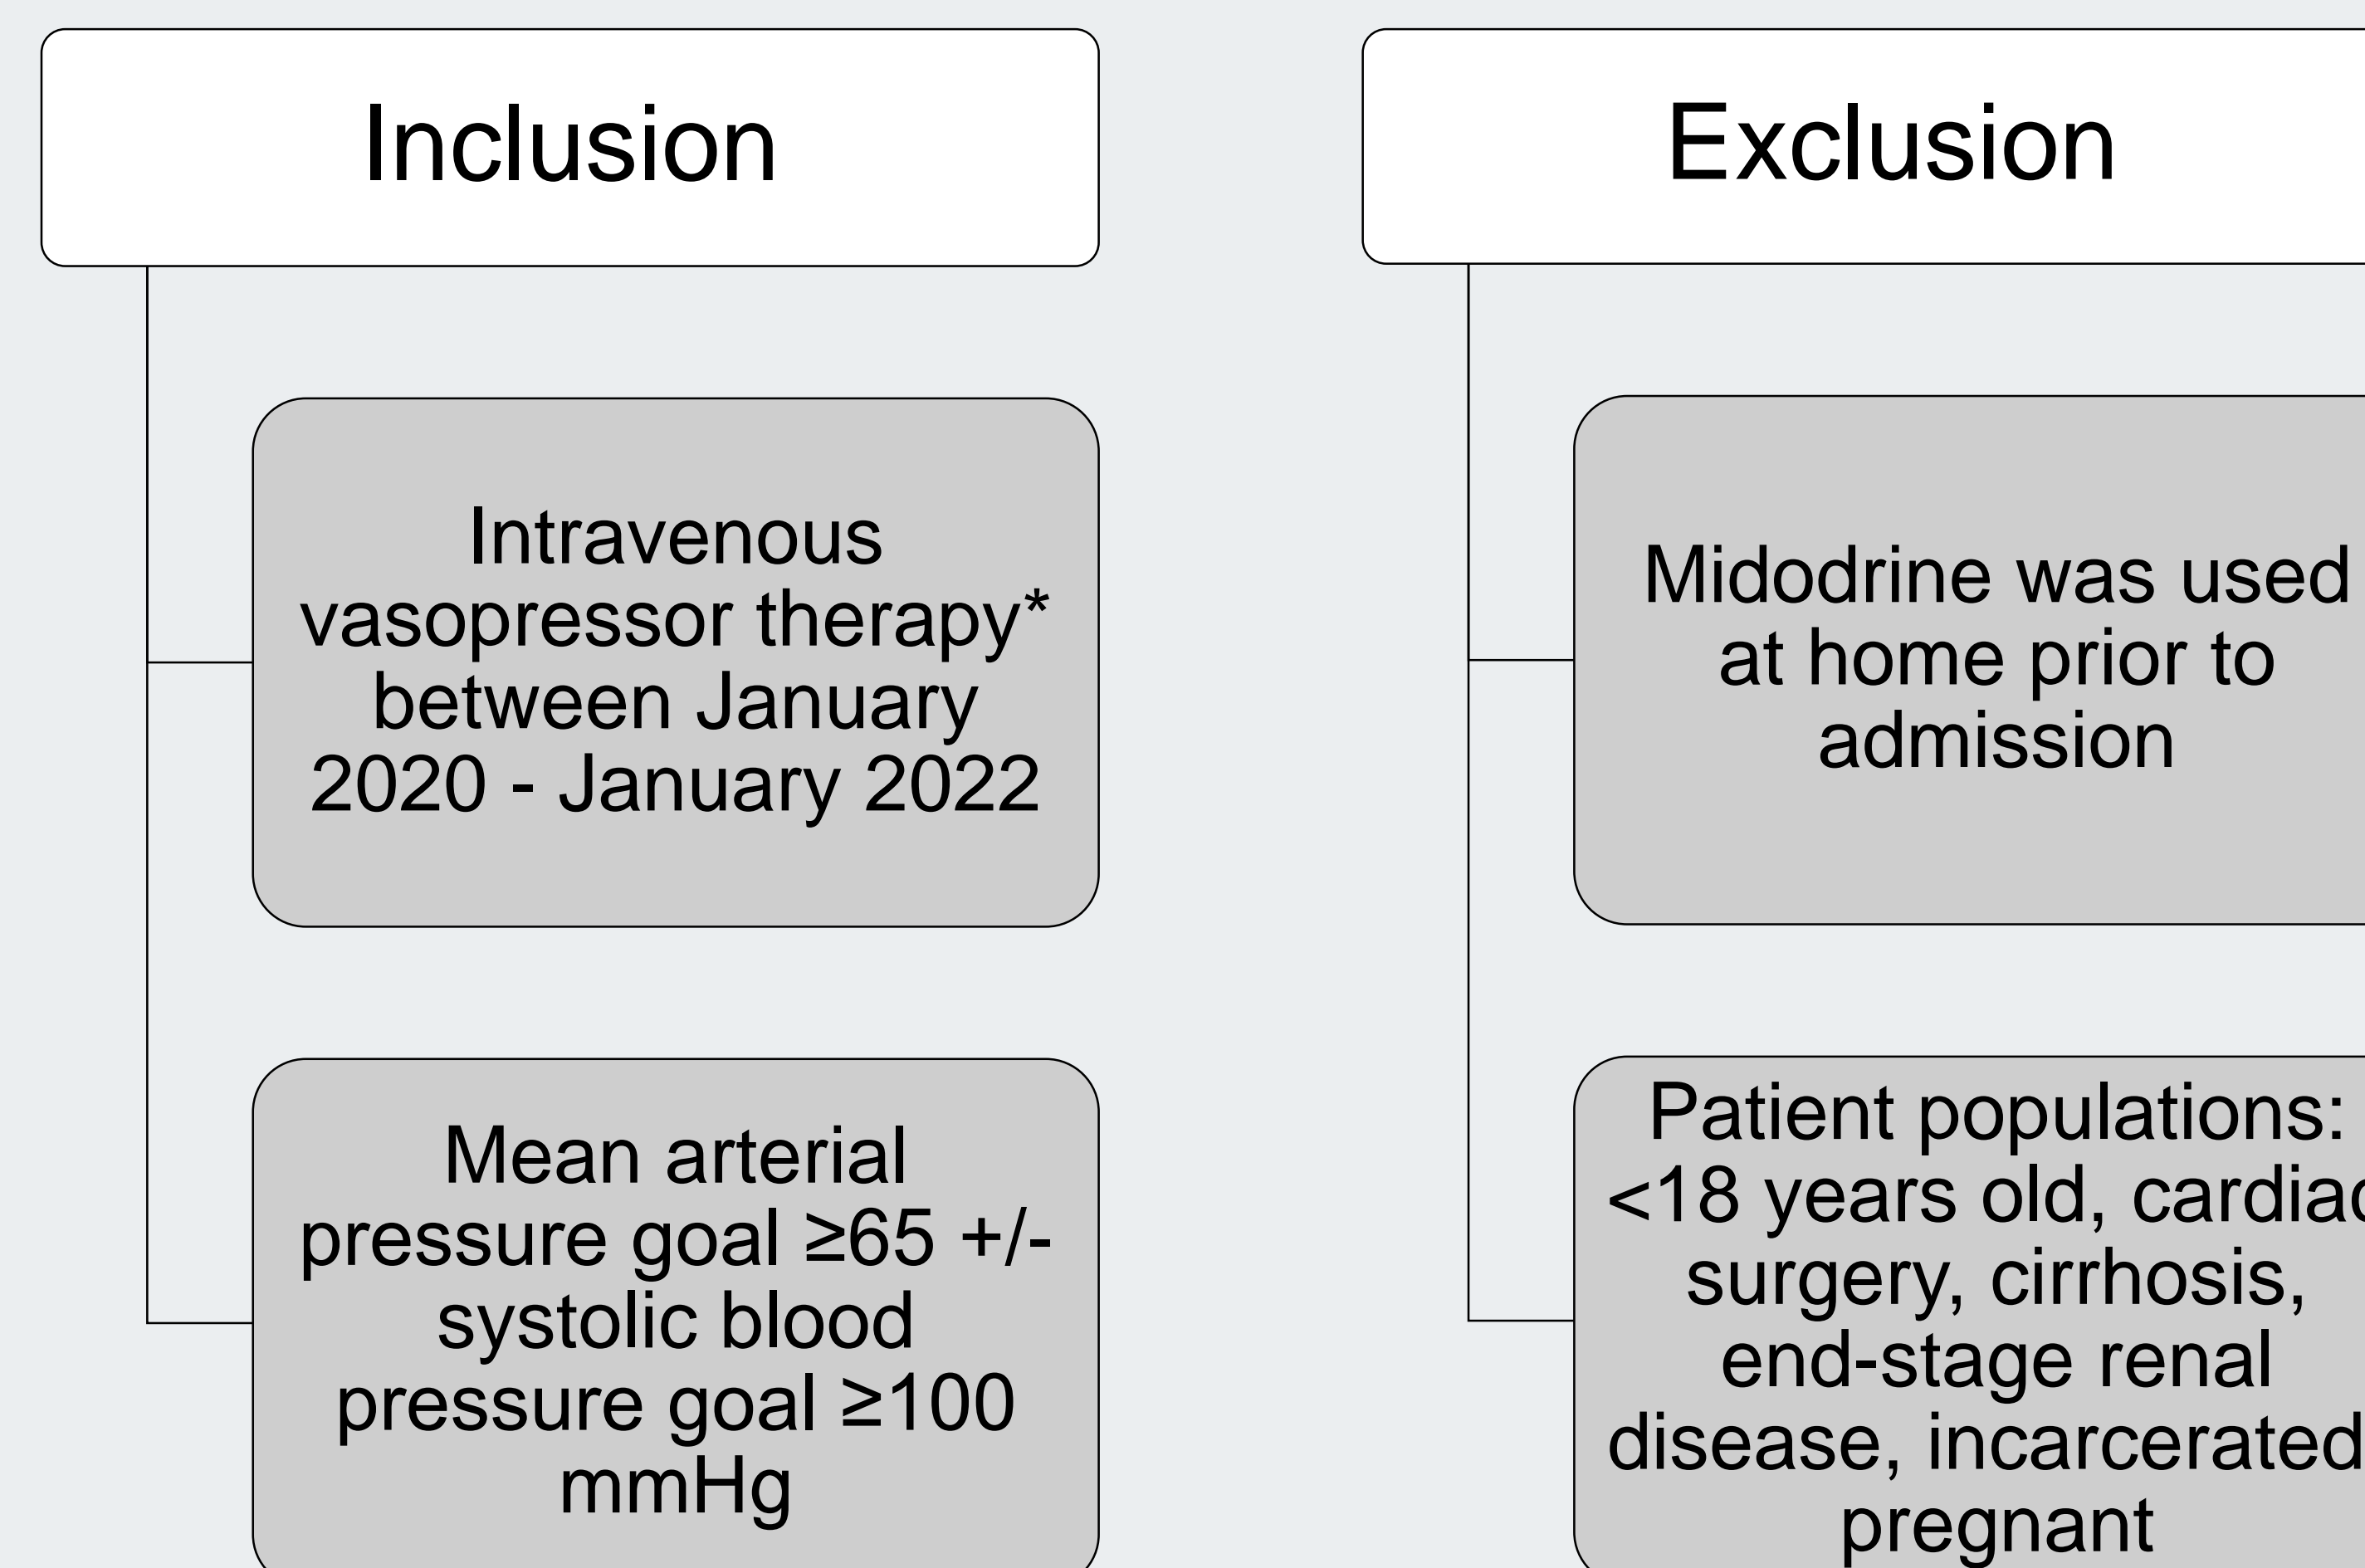 Inclusion
Intravenous
vasopressor therapy*
between January
2020 - January 2022
Mean arterial
pressure goal ≥65 +/-
systolic blood
pressure goal ≥100
mmHg
Exclusion
Midodrine was used
at home prior to
admission
Patient populations:
<18 years old, cardiac
surgery, cirrhosis,
end-stage renal
disease, incarcerated
pregnant